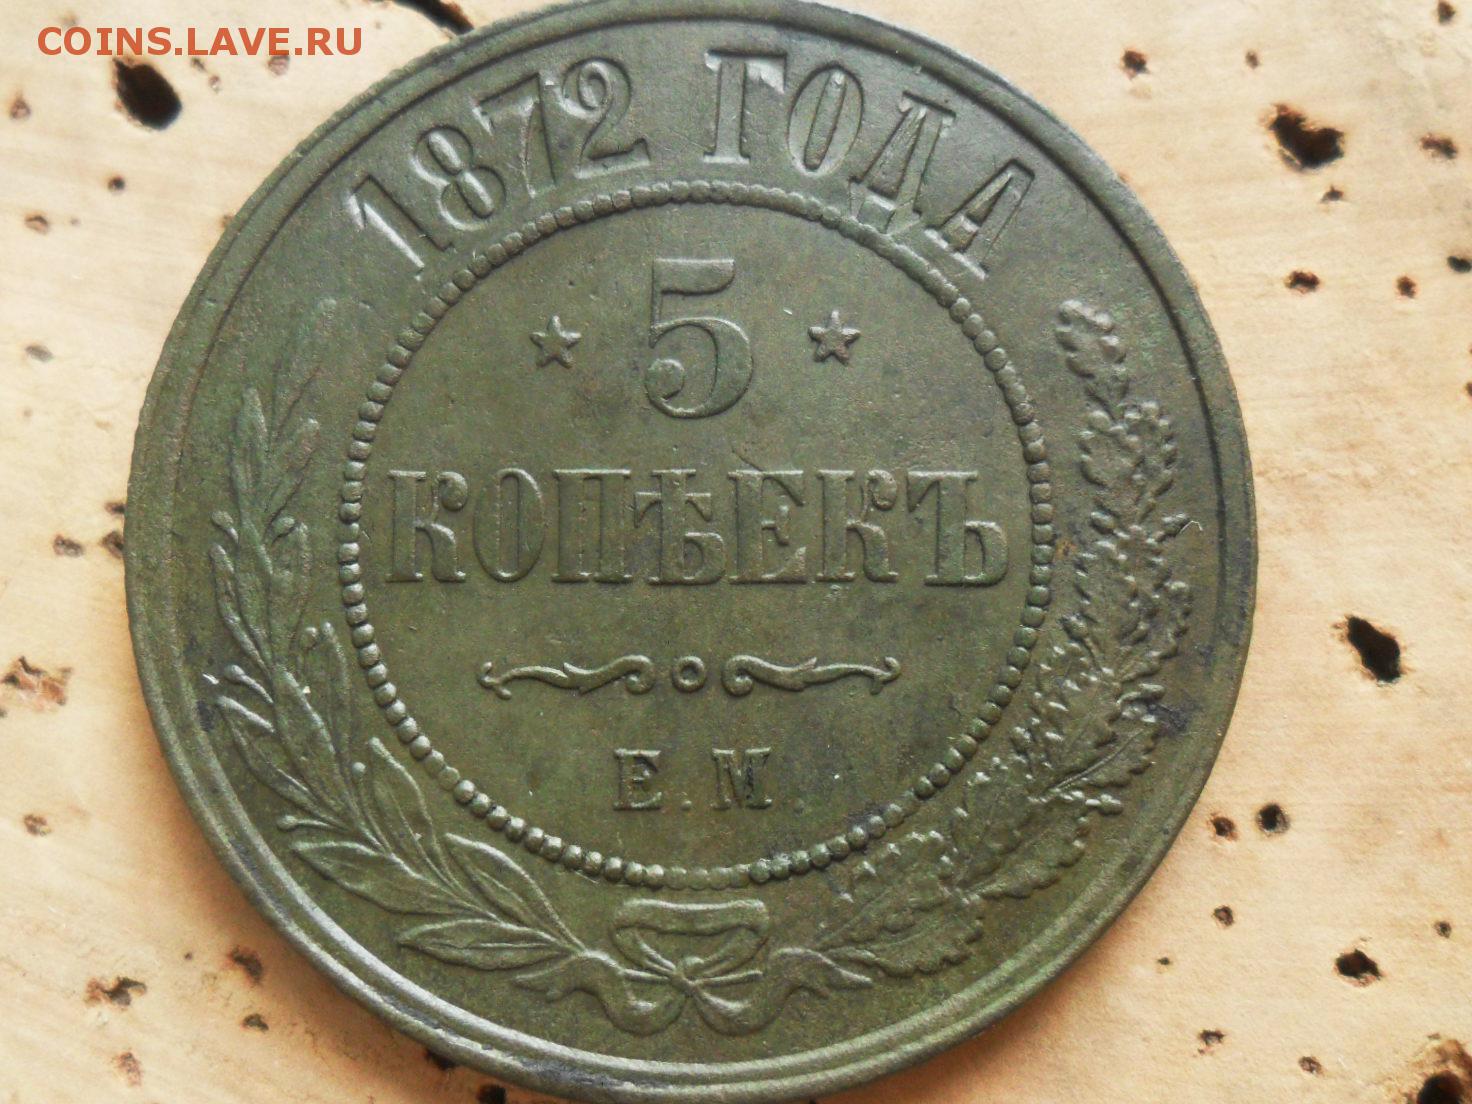 COINS.LAVE.RU
1872 ГОДА
5
КОПѢЕКЪ
Е.М.